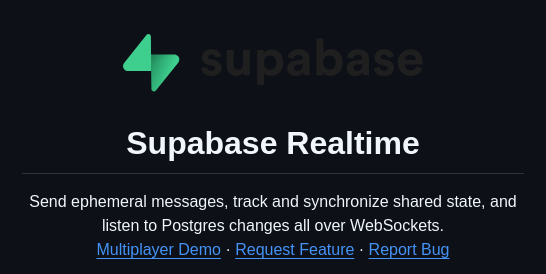 supabase
Supabase Realtime
Send ephemeral messages, track and synchronize shared state, and
listen to Postgres changes all over WebSockets.
Multiplayer Demo · Request Feature · Report Bug